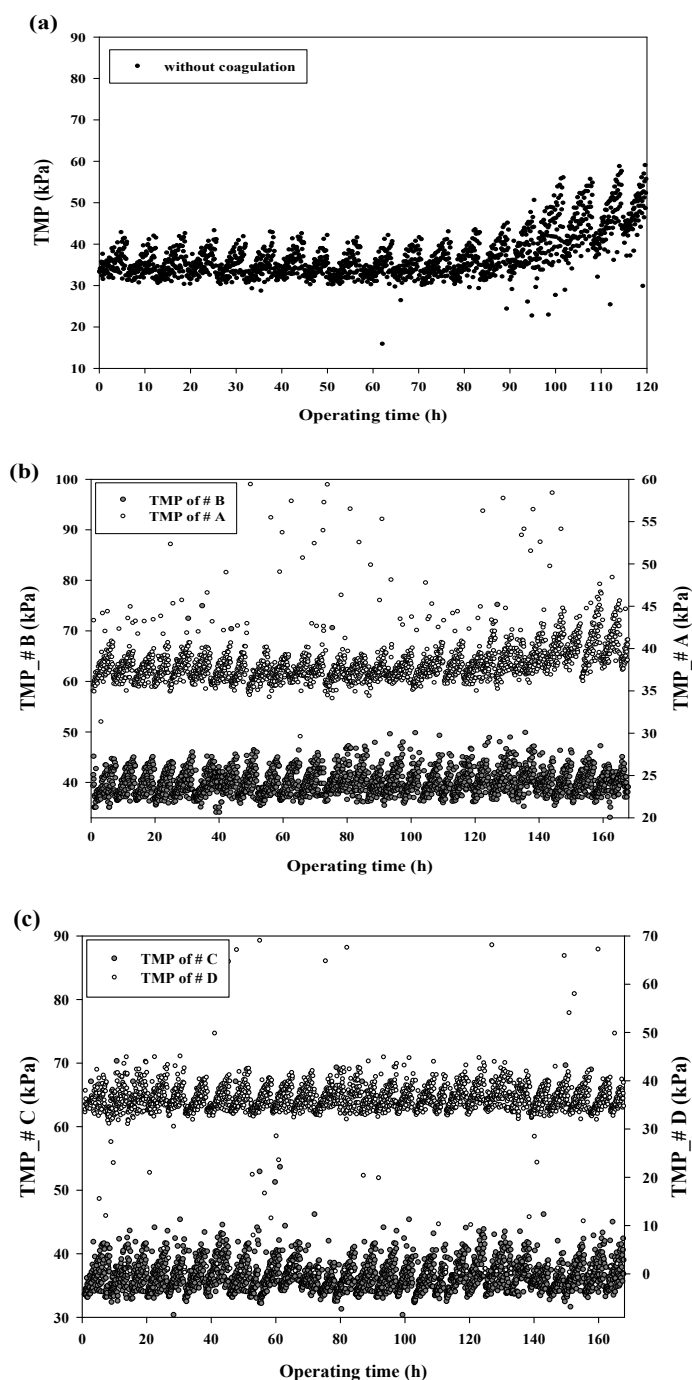 (a)
90
80
70
60
50
40
30
20
10
TMP (kPa)
without coagulation
0 10 20 30 40 50 60 70 80 90 100 110 120
Operating time (h)
(b)
100
90
80
70
60
50
40
TMP_# B (kPa)
TMP of # B
TMP of # A
60
55
50
45
40
35
30
25
20
TMP_# A (kPa)
0 20 40 60 80 100 120 140 160
Operating time (h)
(c)
90
80
70
60
50
40
30
TMP_# C (kPa)
TMP of # C
TMP of # D
70
60
50
40
30
20
10
0
TMP_# D (kPa)
0 20 40 60 80 100 120 140 160
Operating time (h)